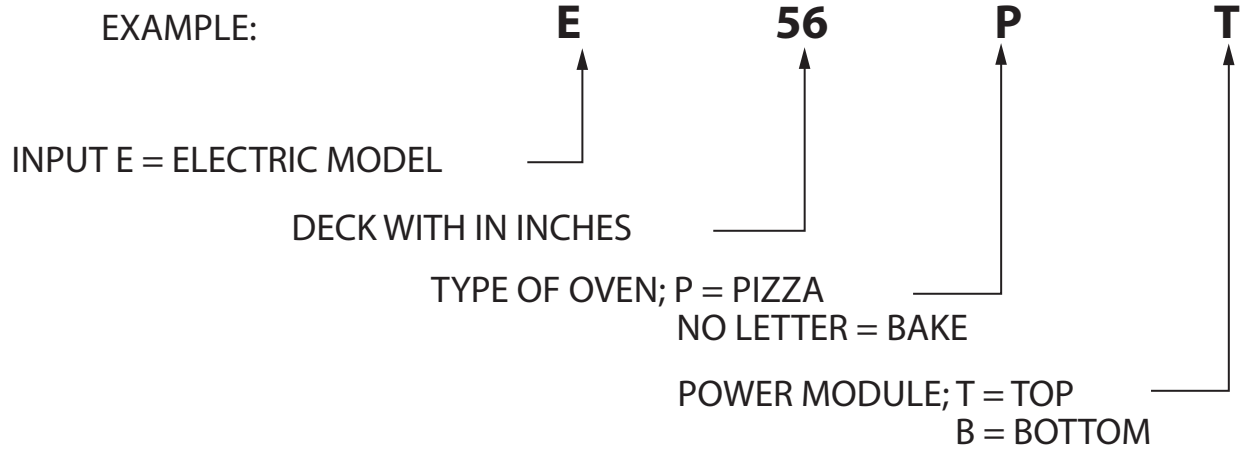 EXAMPLE: E 56 P T
INPUT E = ELECTRIC MODEL
DECK WITH IN INCHES
TYPE OF OVEN; P = PIZZA
NO LETTER = BAKE
POWER MODULE; T = TOP
B = BOTTOM